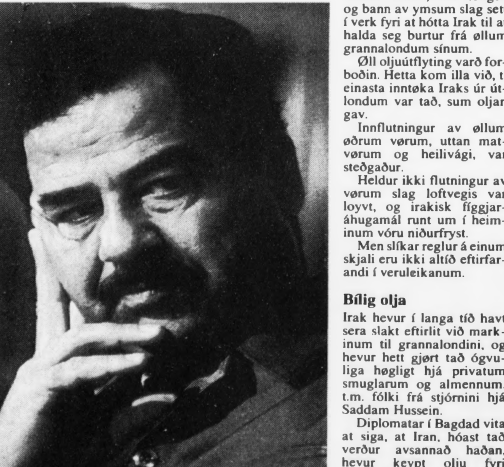 og bann av ymsum slag set
í verk fyri at hótta Irak til a
halda seg burtur frá øllum
grannalondum sínum.
Øll oljuútflyting varð for-
boðin. Hetta kom illa við, t
einasta inntøka Iraks úr út-
londum var tað, sum oljan
gav.
Innflutningur av øllum
øðrum vørum, uttan mat-
vørum og heilivági, var
steðgaður.
Heldur ikki flutningur av
vørum slag loftvegis var
loyvt, og irakisk fíggjar-
áhugamál runt um í heim-
inum vóru niðurfryst.
Men slíkar reglur á einum
skjali eru ikki altíð eftirfar-
andi í veruleikanum.
Bílig olja
Irak hevur í langa tíð havt
sera slakt eftirlit við mark-
inum til grannalondini, og
hevur hett gjørt tað ógvu-
liga høgligt hjá privatum
smuglarum og almennum,
t.m. fólki frá stjórnini hjá
Saddam Hussein.
Diplomatar í Bagdad vita
at siga, at Iran, hóast tað
verður avsannað haðani,
hevur keypt olju fyri